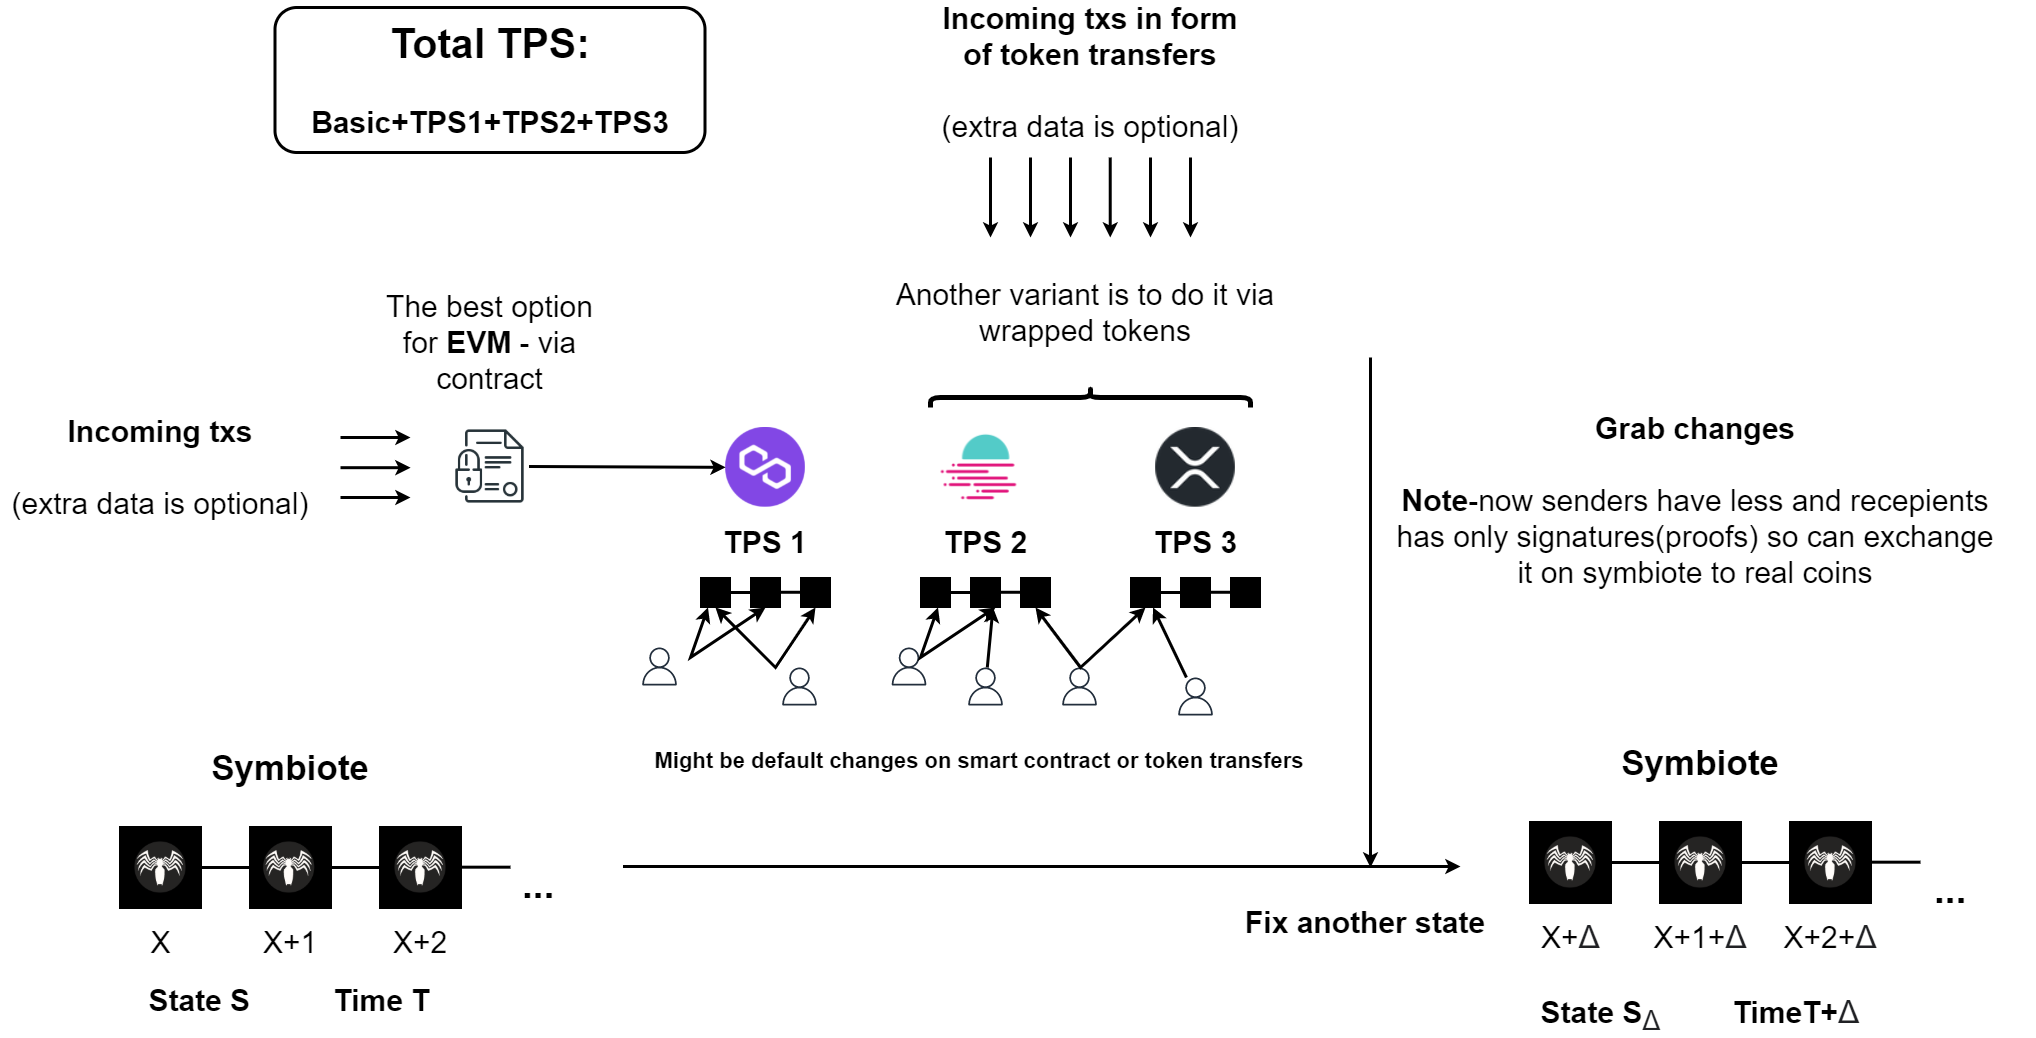 Total TPS:
Basic+TPS1+TPS2+TPS3
Incoming txs in form
of token transfers
(extra data is optional)
Another variant is to do it via
wrapped tokens
The best option
for EVM - via
contract
Incoming txs
(extra data is optional)
TPS 1
TPS 2
TPS 3
Grab changes
Note-now senders have less and recepients
has only signatures(proofs) so can exchange
it on symbiote to real coins
Might be default changes on smart contract or token transfers
Symbiote
...
X
X+1
X+2
State S
Time T
Fix another state
Symbiote
...
X+Δ
X+1+Δ
X+2+Δ
State SΔ
TimeT+Δ